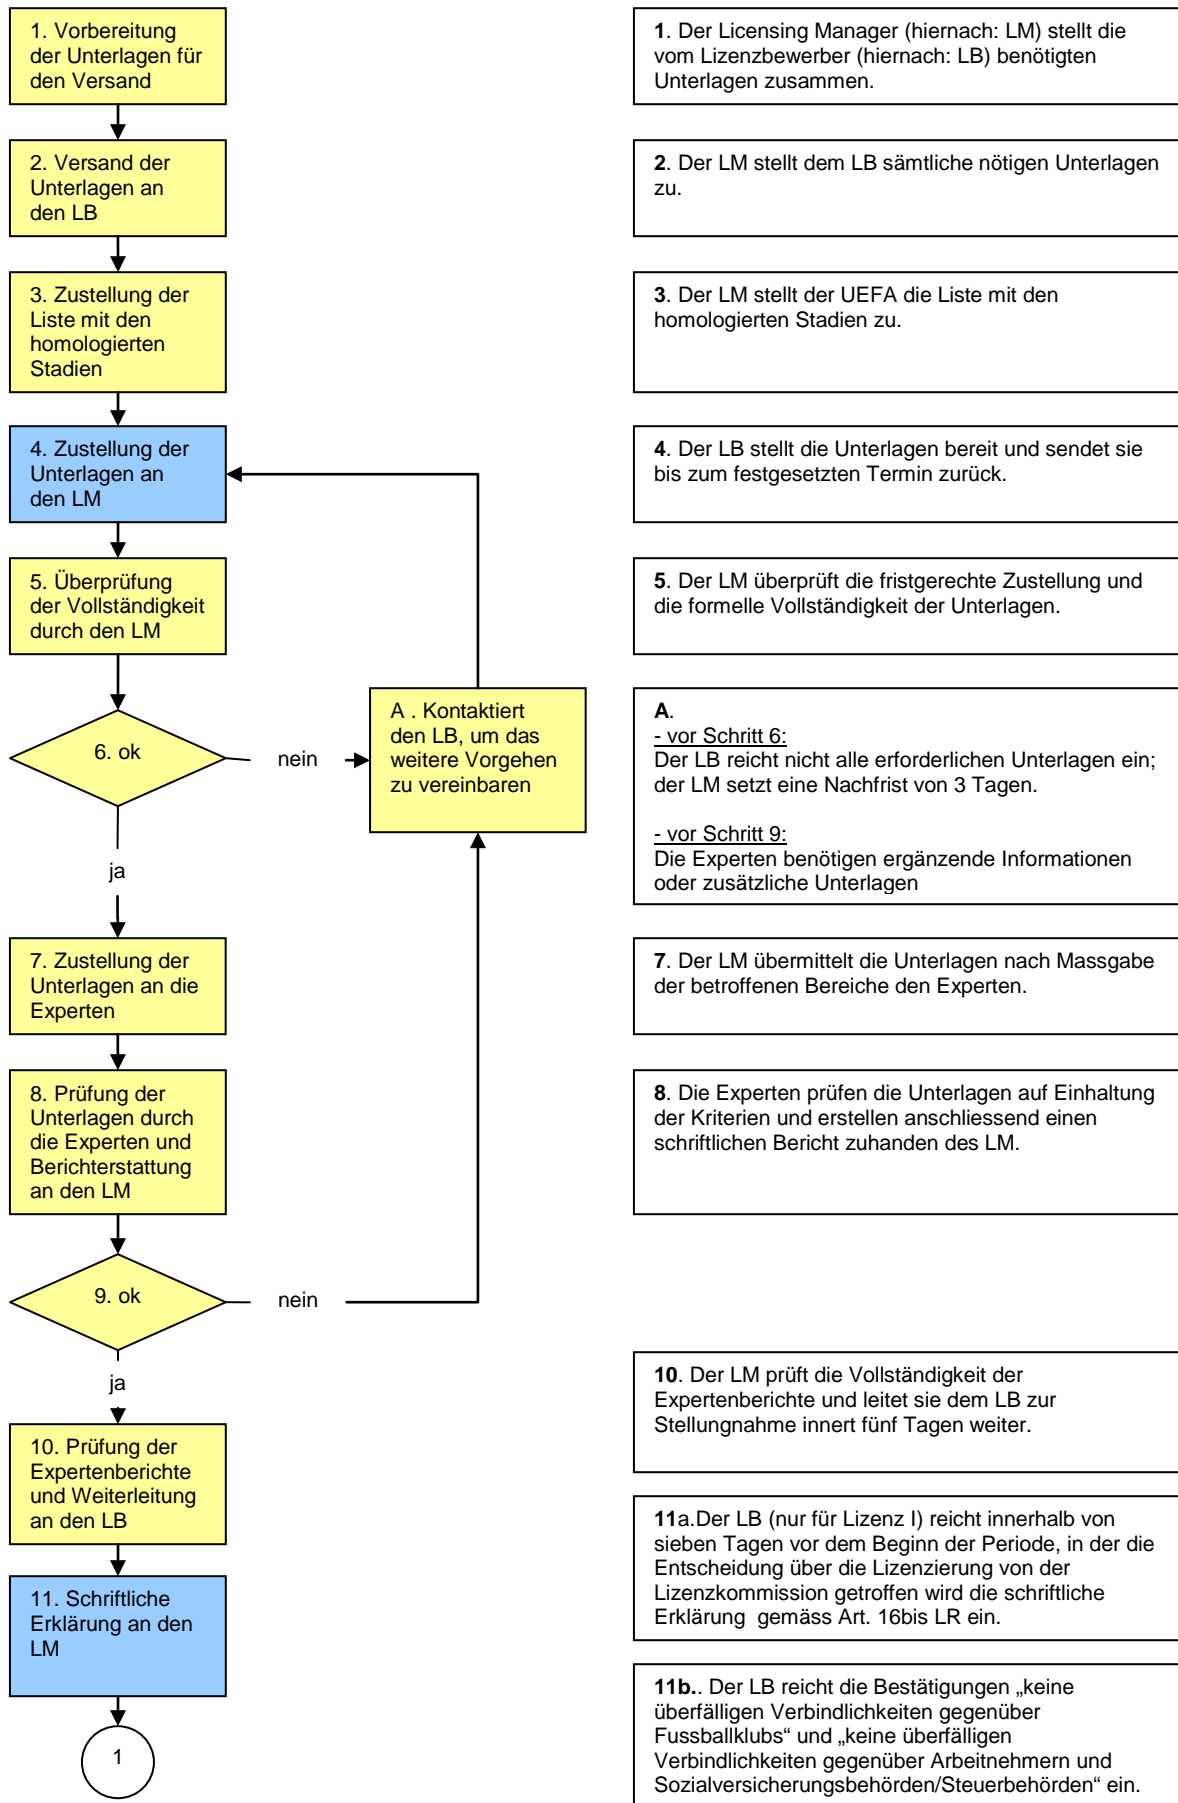 1. Vorbereitung
der Unterlagen für
den Versand
1. Der Licensing Manager (hiernach: LM) stellt die
vom Lizenzbewerber (hiernach: LB) benötigten
Unterlagen zusammen.
2. Versand der
Unterlagen an
den LB
2. Der LM stellt dem LB sämtliche nötigen Unterlagen
zu.
3. Zustellung der
Liste mit den
homologierten
Stadien
3. Der LM stellt der UEFA die Liste mit den
homologierten Stadien zu.
4. Zustellung der
Unterlagen an
den LM
4. Der LB stellt die Unterlagen bereit und sendet sie
bis zum festgesetzten Termin zurück.
5. Überprüfung
der Vollständigkeit
durch den LM
5. Der LM überprüft die fristgerechte Zustellung und
die formelle Vollständigkeit der Unterlagen.
6. ok
nein
A . Kontaktiert
den LB, um das
weitere Vorgehen
zu vereinbaren
A.
- vor Schritt 6:
Der LB reicht nicht alle erforderlichen Unterlagen ein;
der LM setzt eine Nachfrist von 3 Tagen.
- vor Schritt 9:
Die Experten benötigen ergänzende Informationen
oder zusätzliche Unterlagen
ja
7. Zustellung der
Unterlagen an die
Experten
7. Der LM übermittelt die Unterlagen nach Massgabe
der betroffenen Bereiche den Experten.
8. Prüfung der
Unterlagen durch
die Experten und
Berichterstattung
an den LM
8. Die Experten prüfen die Unterlagen auf Einhaltung
der Kriterien und erstellen anschliessend einen
schriftlichen Bericht zuhanden des LM.
9. ok
nein
ja
10. Prüfung der
Expertenberichte
und Weiterleitung
an den LB
10. Der LM prüft die Vollständigkeit der
Expertenberichte und leitet sie dem LB zur
Stellungnahme innert fünf Tagen weiter.
11. Schriftliche
Erklärung an den
LM
11a.Der LB (nur für Lizenz I) reicht innerhalb von
sieben Tagen vor dem Beginn der Periode, in der die
Entscheidung über die Lizenzierung von der
Lizenzkommission getroffen wird die schriftliche
Erklärung  gemäss Art. 16bis LR ein.
11b.. Der LB reicht die Bestätigungen „keine
überfälligen Verbindlichkeiten gegenüber
Fussballklubs“ und „keine überfälligen
Verbindlichkeiten gegenüber Arbeitnehmern und
Sozialversicherungsbehörden/Steuerbehörden“ ein.
1